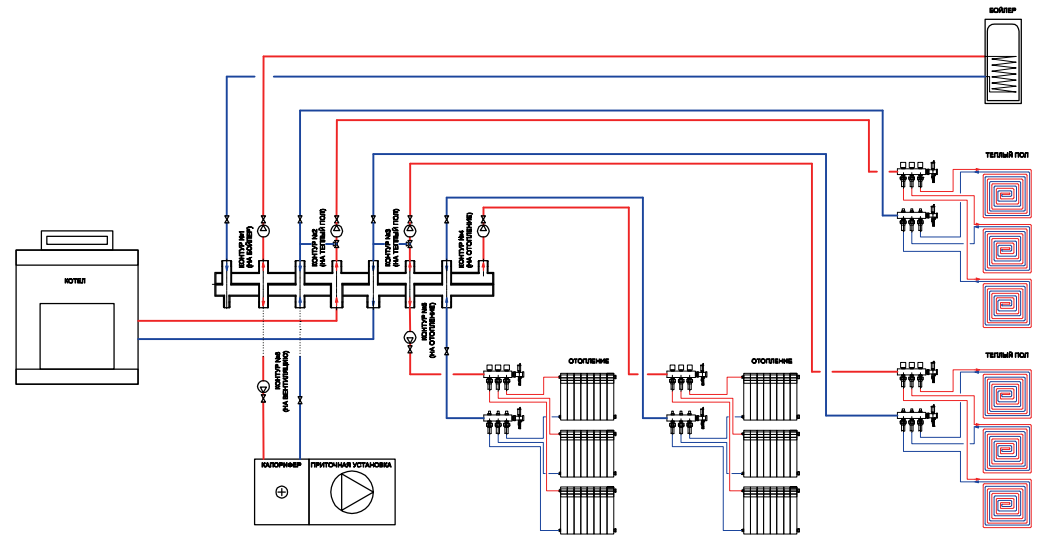 БОЙЛЕР
ТЕПЛЫЙ ПОЛ
КОНТУР №1
(НА БОЙЛЕР)
КОНТУР №2
(НА ТЕПЛЫЙ ПОЛ)
КОНТУР №3
(НА ТЕПЛЫЙ ПОЛ)
КОНТУР №4
(НА ОТОПЛЕНИЕ)
КОТЕЛ
КОНТУР №5
(НА ОТОПЛЕНИЕ)
КОНТУР №6
(НА ВЕНТИЛЯЦИЮ)
ОТОПЛЕНИЕ
ОТОПЛЕНИЕ
ТЕПЛЫЙ ПОЛ
КАЛОРИФЕР
ПРИТОЧНАЯ УСТАНОВКА